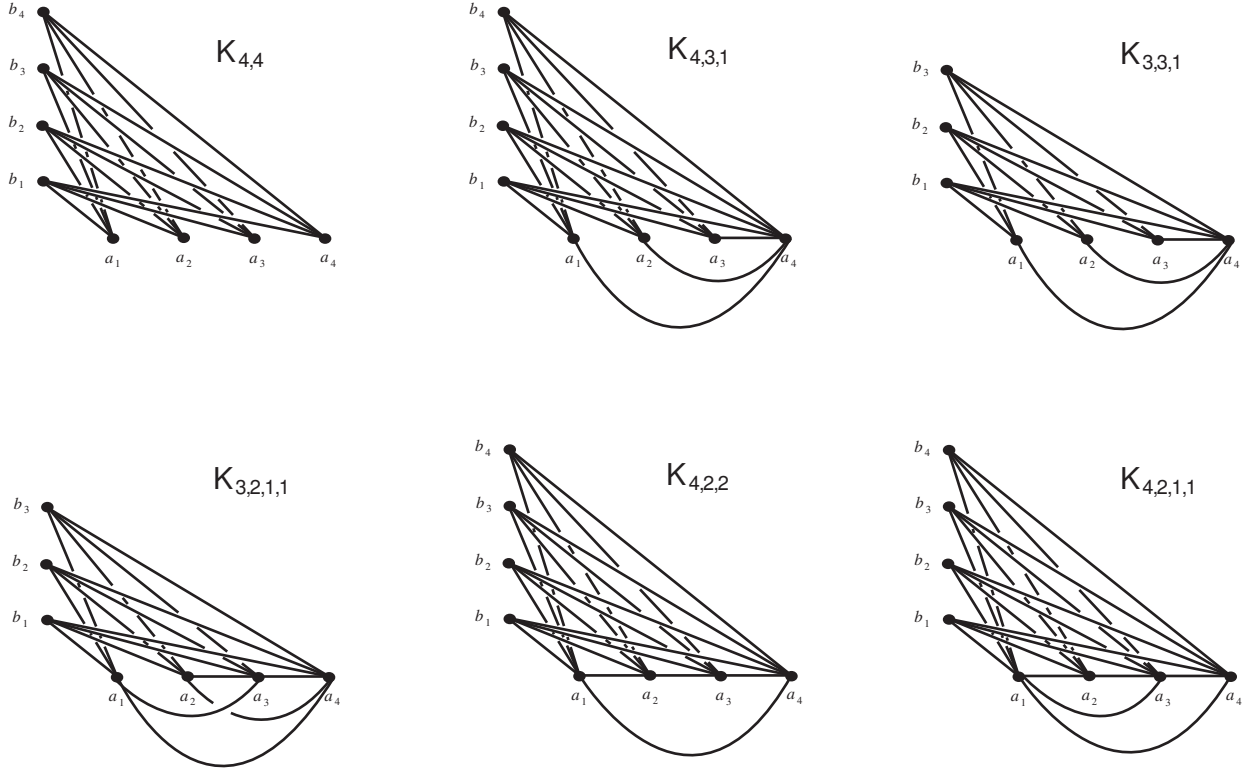 K4,4
b4
b3
b2
b1
a1 a2 a3 a4
K4,3,1
b4
b3
b2
b1
a1 a2 a3 a4
K3,3,1
b3
b2
b1
a1 a2 a3 a4
K3,2,1,1
b3
b2
b1
a1 a2 a3 a4
K4,2,2
b4
b3
b2
b1
a1 a2 a3 a4
K4,2,1,1
b4
b3
b2
b1
a1 a2 a3 a4